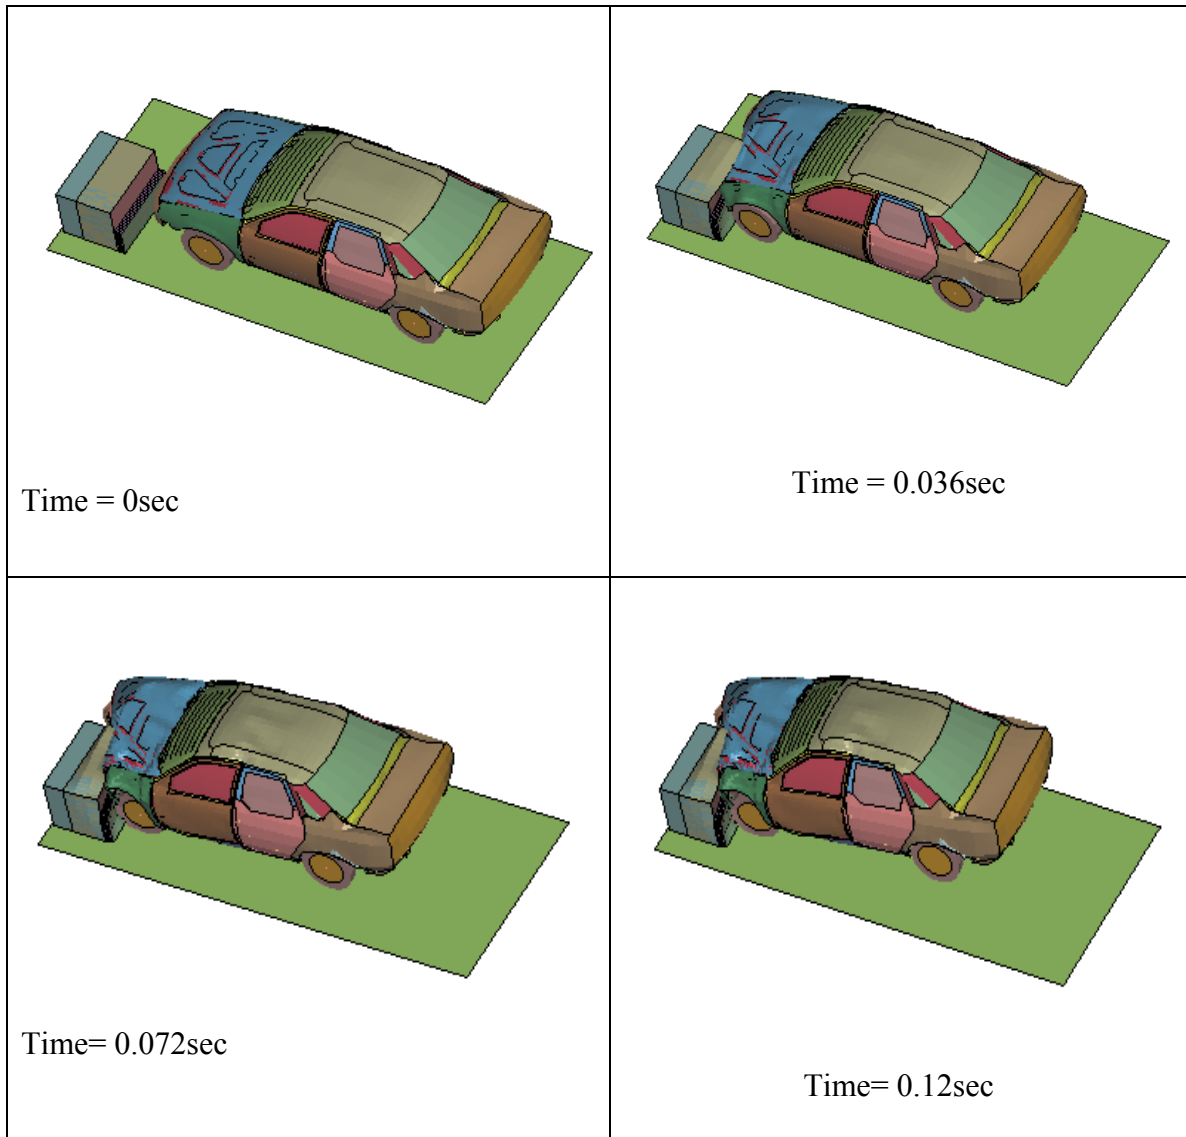 Time = 0sec
Time = 0.036sec
Time= 0.072sec
Time= 0.12sec